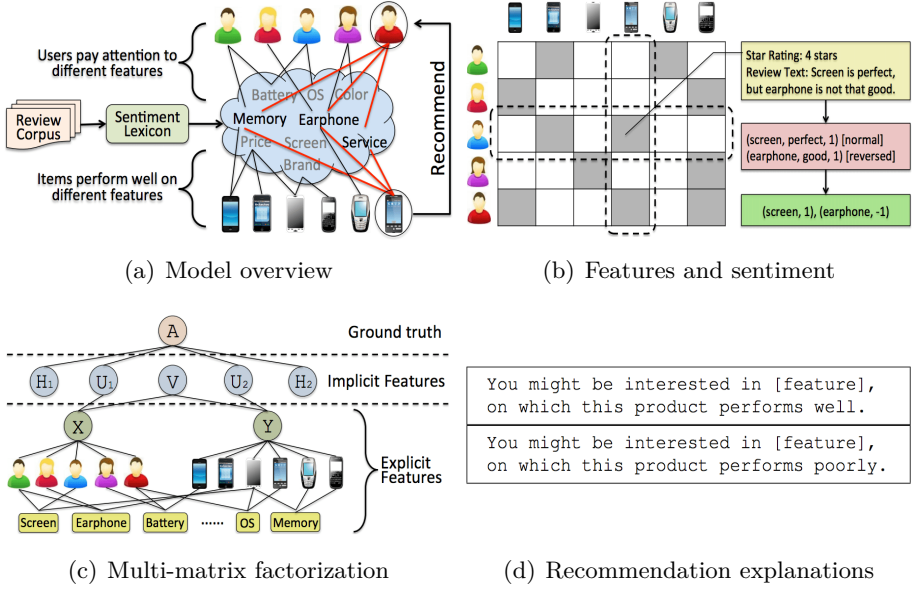 Users pay attention to
different features
Battery OS Color
Review
Corpus
Sentiment
Lexicon
Memory Earphone
Price Screen Service
Brand
Items perform well on
different features
Recommend
(a) Model overview
Star Rating: 4 stars
Review Text: Screen is perfect,
but earphone is not that good.
(screen, perfect, 1) [normal]
(earphone, good, 1) [reversed]
(screen, 1), (earphone, -1)
(b) Features and sentiment
A
Ground truth
H1 U1 V U2 H2
Implicit Features
X Y
Explicit
Features
Screen Earphone Battery ...... OS Memory
(c) Multi-matrix factorization
You might be interested in [feature],
on which this product performs well.
You might be interested in [feature],
on which this product performs poorly.
(d) Recommendation explanations